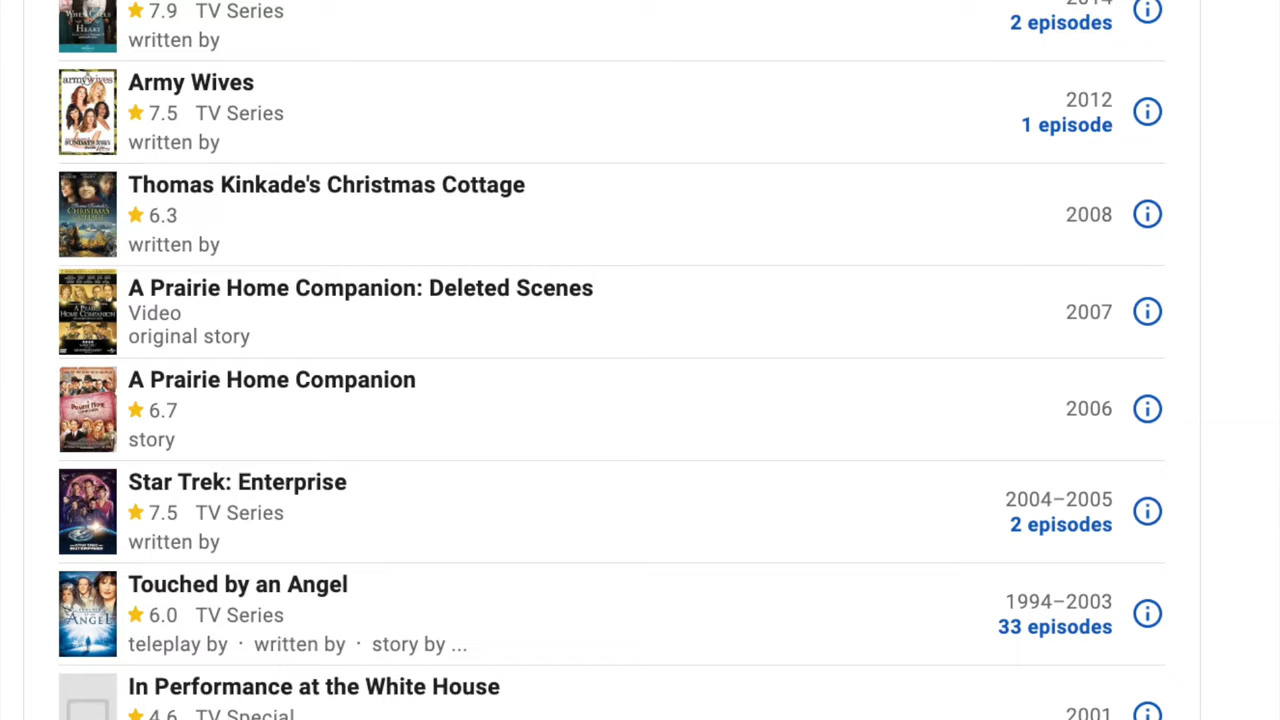 7.9 TV Series
2 episodes
written by
Army Wives
7.5 TV Series
written by
2012
1 episode
Thomas Kinkade's Christmas Cottage
6.3
written by
2008
A Prairie Home Companion: Deleted Scenes
Video
original story
2007
A Prairie Home Companion
6.7
story
2006
Star Trek: Enterprise
7.5 TV Series
written by
2004–2005
2 episodes
Touched by an Angel
6.0 TV Series
teleplay by · written by · story by ...
1994–2003
33 episodes
In Performance at the White House
4.6 TV Special
2001